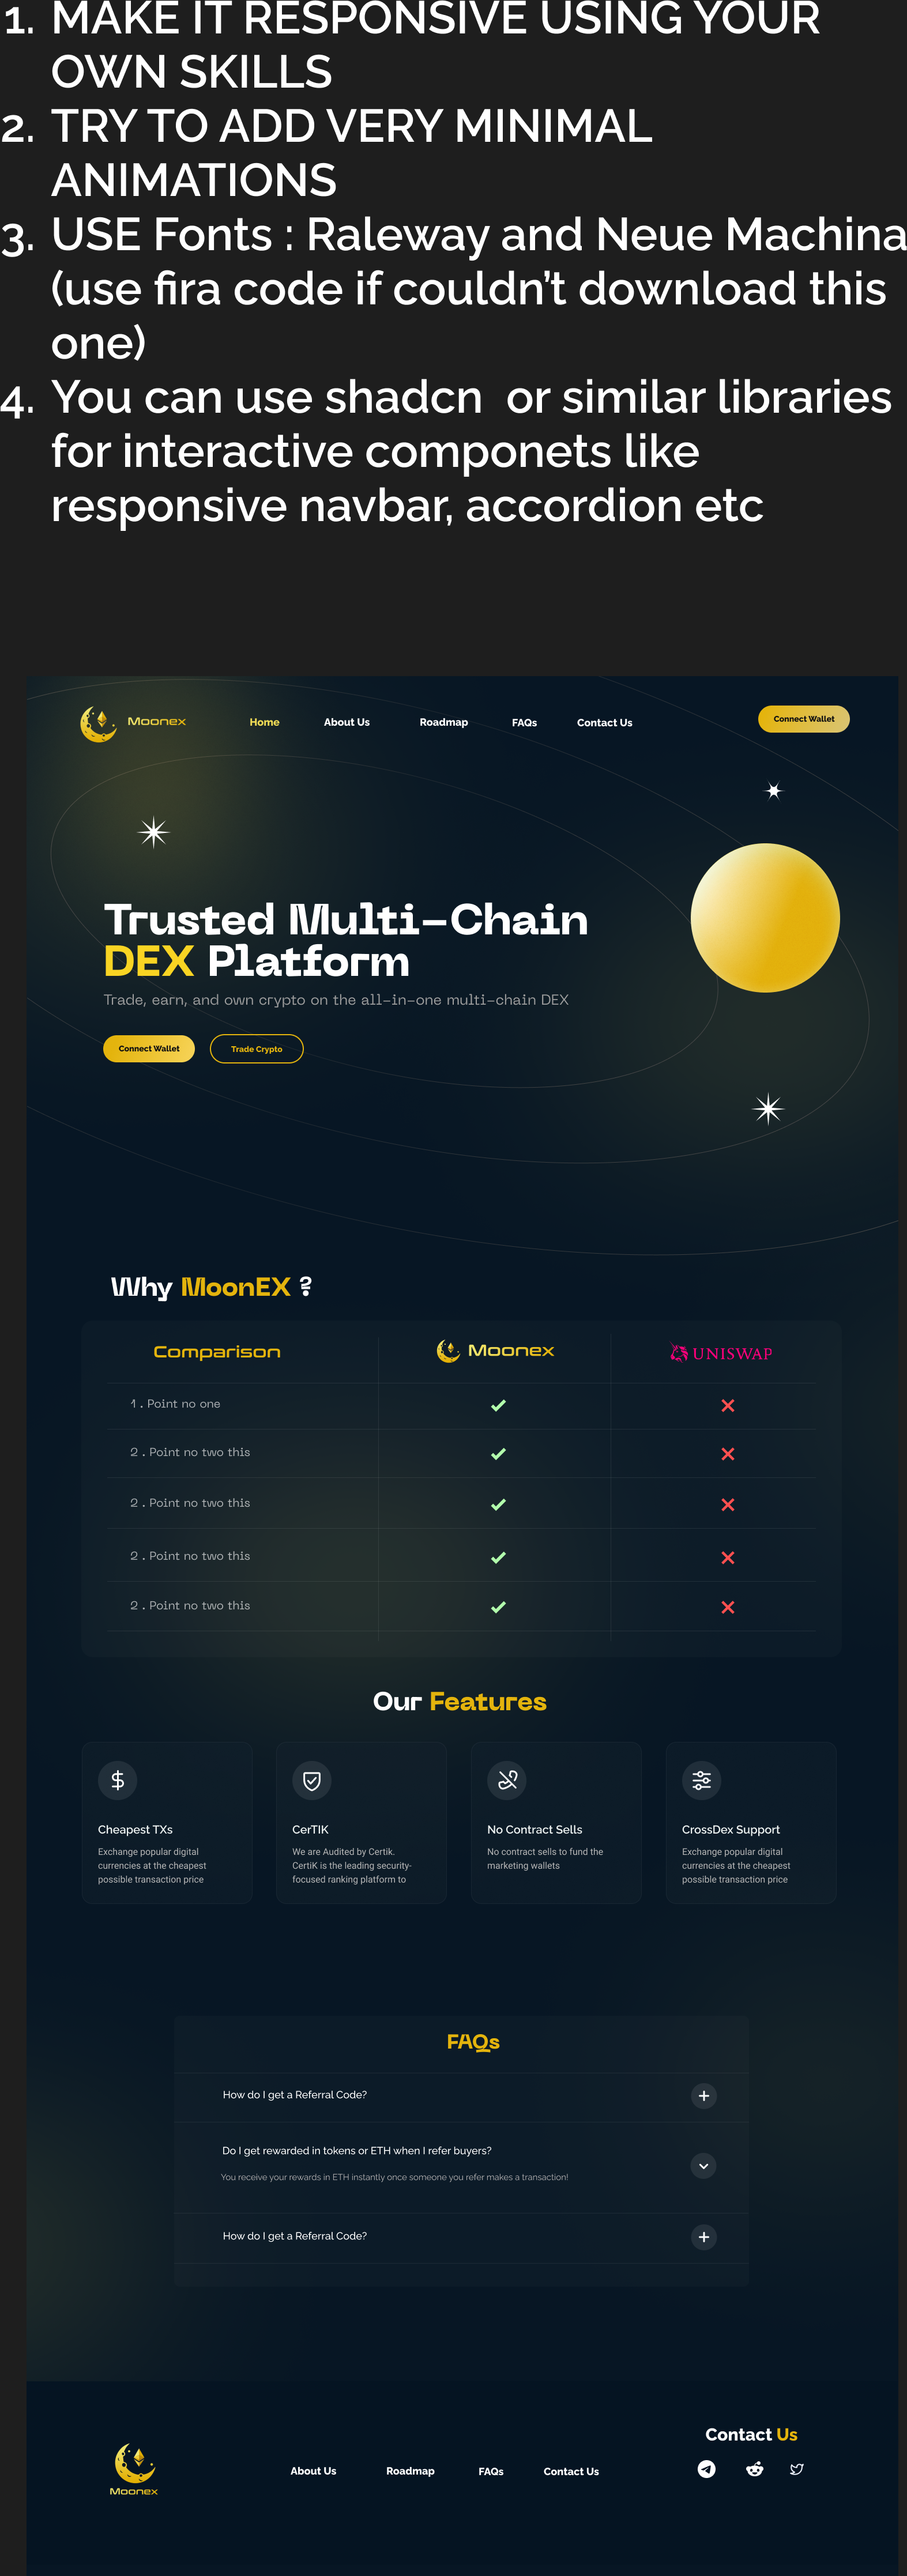 1. MAKE IT RESPONSIVE USING YOUR
OWN SKILLS
2. TRY TO ADD VERY MINIMAL
ANIMATIONS
3. USE Fonts : Raleway and Neue Machina
(use fira code if couldn’t download this
one)
4. You can use shadcn or similar libraries
for interactive componets like
responsive navbar, accordion etc
Moonex
Home
About Us
Roadmap
FAQs
Contact Us
Connect Wallet
Trusted Multi-Chain
DEX Platform
Trade, earn, and own crypto on the all-in-one multi-chain DEX
Connect Wallet
Trade Crypto
Why MoonEX ?
Comparison
Moonex
UNISWAP
1 . Point no one
2 . Point no two this
2 . Point no two this
2 . Point no two this
2 . Point no two this
Our Features
Cheapest TXs
Exchange popular digital
currencies at the cheapest
possible transaction price
CerTIK
We are Audited by Certik.
CertiK is the leading security-
focused ranking platform to
No Contract Sells
No contract sells to fund the
marketing wallets
CrossDex Support
Exchange popular digital
currencies at the cheapest
possible transaction price
FAQs
How do I get a Referral Code?
Do I get rewarded in tokens or ETH when I refer buyers?
You receive your rewards in ETH instantly once someone you refer makes a transaction!
How do I get a Referral Code?
Moonex
About Us
Roadmap
FAQs
Contact Us
Contact Us